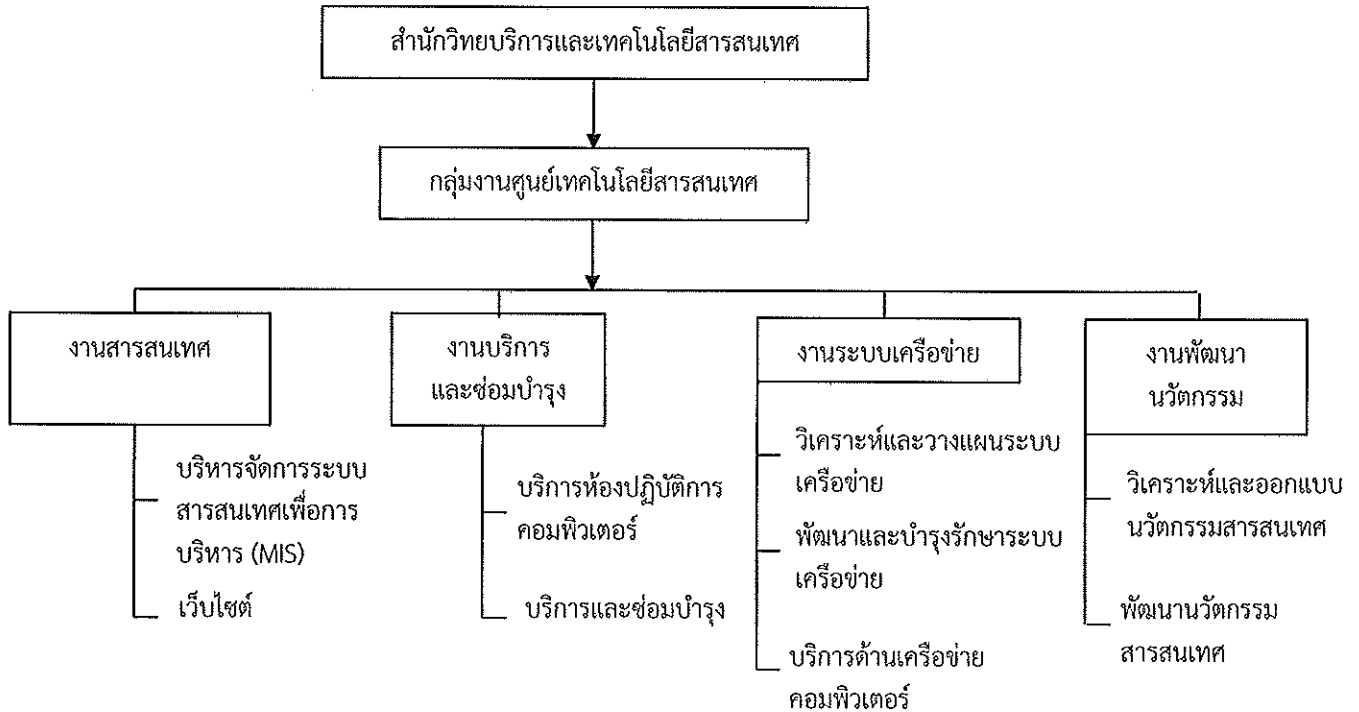 สำนักวิทยบริการและเทคโนโลยีสารสนเทศ
กลุ่มงานศูนย์เทคโนโลยีสารสนเทศ
งานสารสนเทศ
บริหารจัดการระบบ
สารสนเทศเพื่อการ
บริหาร (MIS)
เว็บไซต์
งานบริการ
และซ่อมบำรุง
บริการห้องปฏิบัติการ
คอมพิวเตอร์
บริการและซ่อมบำรุง
งานระบบเครือข่าย
วิเคราะห์และวางแผนระบบ
เครือข่าย
พัฒนาและบำรุงรักษาระบบ
เครือข่าย
บริการด้านเครือข่าย
คอมพิวเตอร์
งานพัฒนา
นวัตกรรม
วิเคราะห์และออกแบบ
นวัตกรรมสารสนเทศ
พัฒนานวัตกรรม
สารสนเทศ